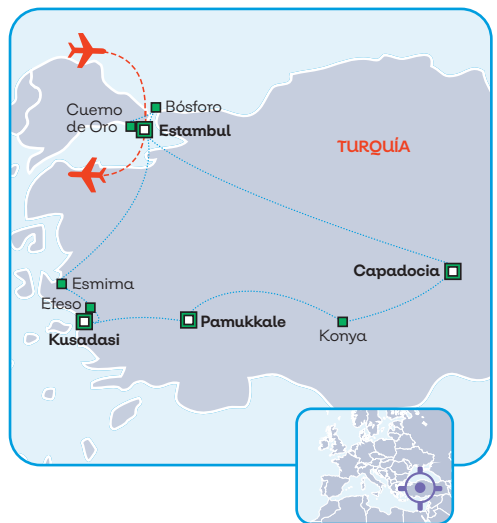 Bósforo
Cuerno
de Oro
Estambul
TURQUÍA
Capadocia
Esmirna
Efeso
Kusadasi
Pamukkale
Konya